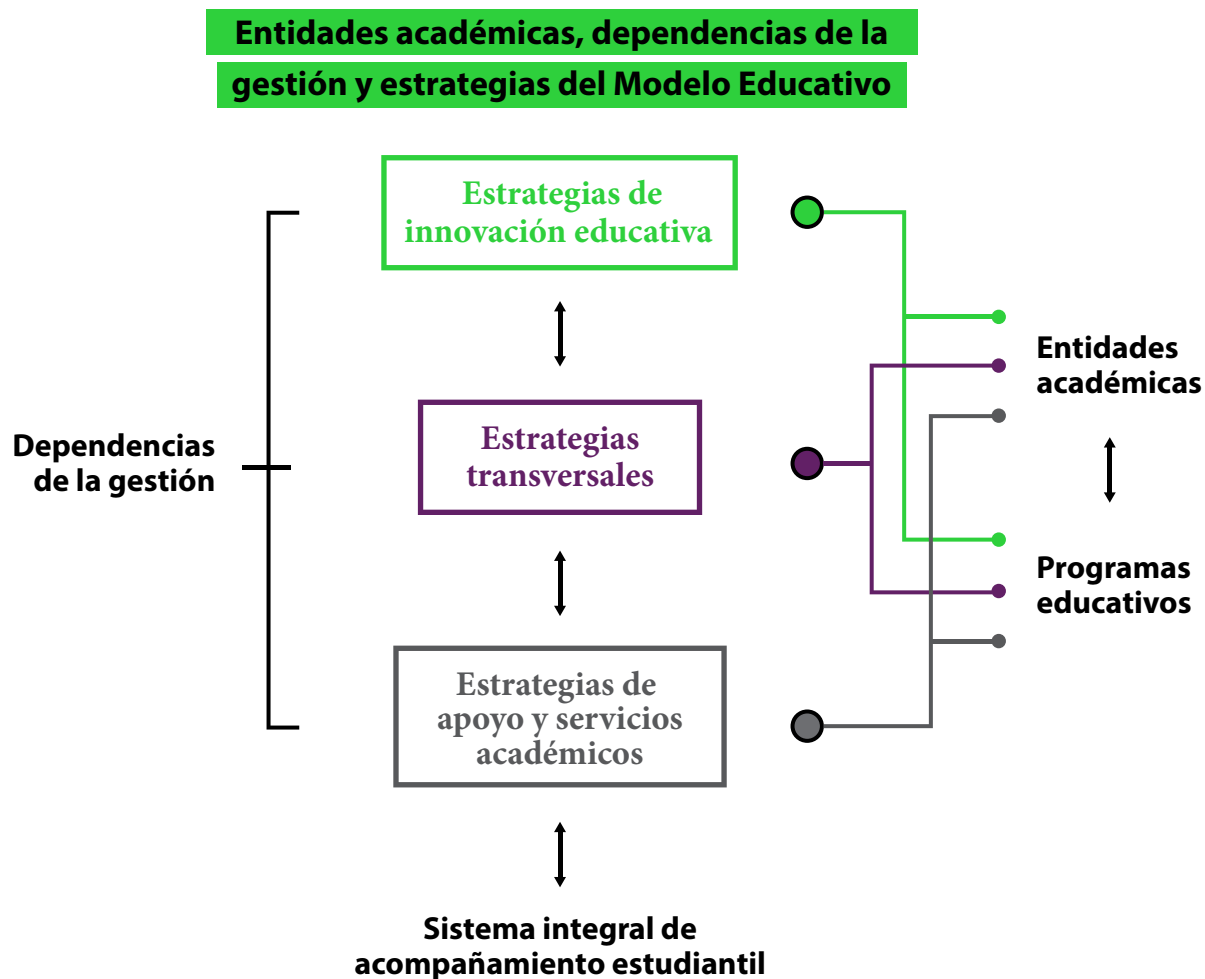 Entidades académicas, dependencias de la
gestión y estrategias del Modelo Educativo
Estrategias de
innovación educativa
Entidades
académicas
Dependencias
de la gestión
Estrategias
transversales
Programas
educativos
Estrategias de
apoyo y servicios
académicos
Sistema integral de
acompañamiento estudiantil